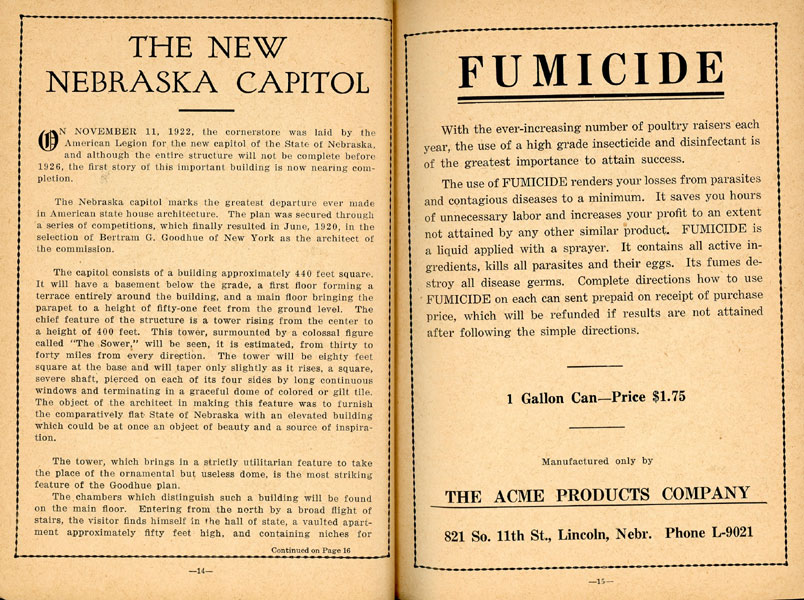 THE NEW
NEBRASKA CAPITOL
ON NOVEMBER 11, 1922, the cornerstore was laid by the
American Legion for the new capitol of the State of Nebraska,
and although the entire structure will not be complete before
1926, the first story of this important building is now nearing com-
pletion.
The Nebraska capitol marks the greatest departure ever made
in American state house architecture. The plan was secured through
a series of competitions, which finally resulted in June, 1920, in the
selection of Bertram G. Goodhue of New York as the architect of
the commission.
The capitol consists of a building approximately 440 feet square.
It will have a basement below the grade, a first floor forming a
terrace entirely around the building, and a main floor bringing the
parapet to a height of fifty-one feet from the ground level. The
chief feature of the structure is a tower rising from the center to
a height of 400 feet. This tower, surmounted by a colossal figure
called "The Sower," will be seen, it is estimated, from thirty to
forty miles from every direction. The tower will be eighty feet
square at the base and will taper only slightly as it rises, a square,
severe shaft, pierced on each of its four sides by long continuous
windows and terminating in a graceful dome of colored or gilt tile.
The object of the architect in making this feature was to furnish
the comparatively flat State of Nebraska with an elevated building
which could be at once an object of beauty and a source of inspira-
tion.
The tower, which brings in a strictly utilitarian feature to take
the place of the ornamental but useless dome, is the most striking
feature of the Goodhue plan.
The chambers which distinguish such a building will be found
on the main floor. Entering from the north by a broad flight of
stairs, the visitor finds himself in the hall of state, a vaulted apart-
ment approximately fifty feet high, and containing niches for
Continued on Page 16
—14—
FUMICIDE
With the ever-increasing number of poultry raisers each
year, the use of a high grade insecticide and disinfectant is
of the greatest importance to attain success.
The use of FUMICIDE renders your losses from parasites
and contagious diseases to a minimum. It saves you hours
of unnecessary labor and increases your profit to an extent
not attained by any other similar product. FUMICIDE is
a liquid applied with a sprayer. It contains all active in-
gredients, kills all parasites and their eggs. Its fumes de-
stroy all disease germs. Complete directions how to use
FUMICIDE on each can sent prepaid on receipt of purchase
price, which will be refunded if results are not attained
after following the simple directions.
1 Gallon Can—Price $1.75
Manufactured only by
THE ACME PRODUCTS COMPANY
821 So. 11th St., Lincoln, Nebr. Phone L-9021
—15—